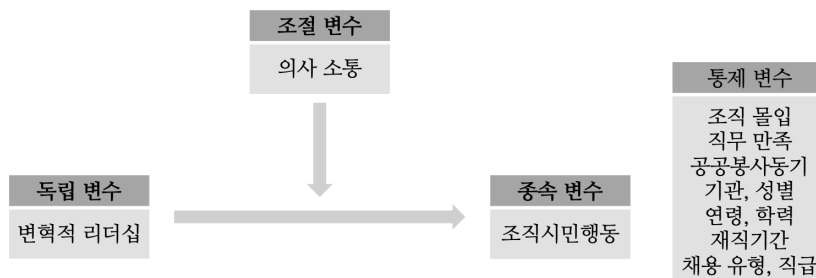 조절 변수
의사 소통
독립 변수
변혁적 리더십
종속 변수
조직시민행동
통제 변수
조직 몰입
직무 만족
공공봉사동기
기관, 성별
연령, 학력
재직기간
채용 유형, 직급